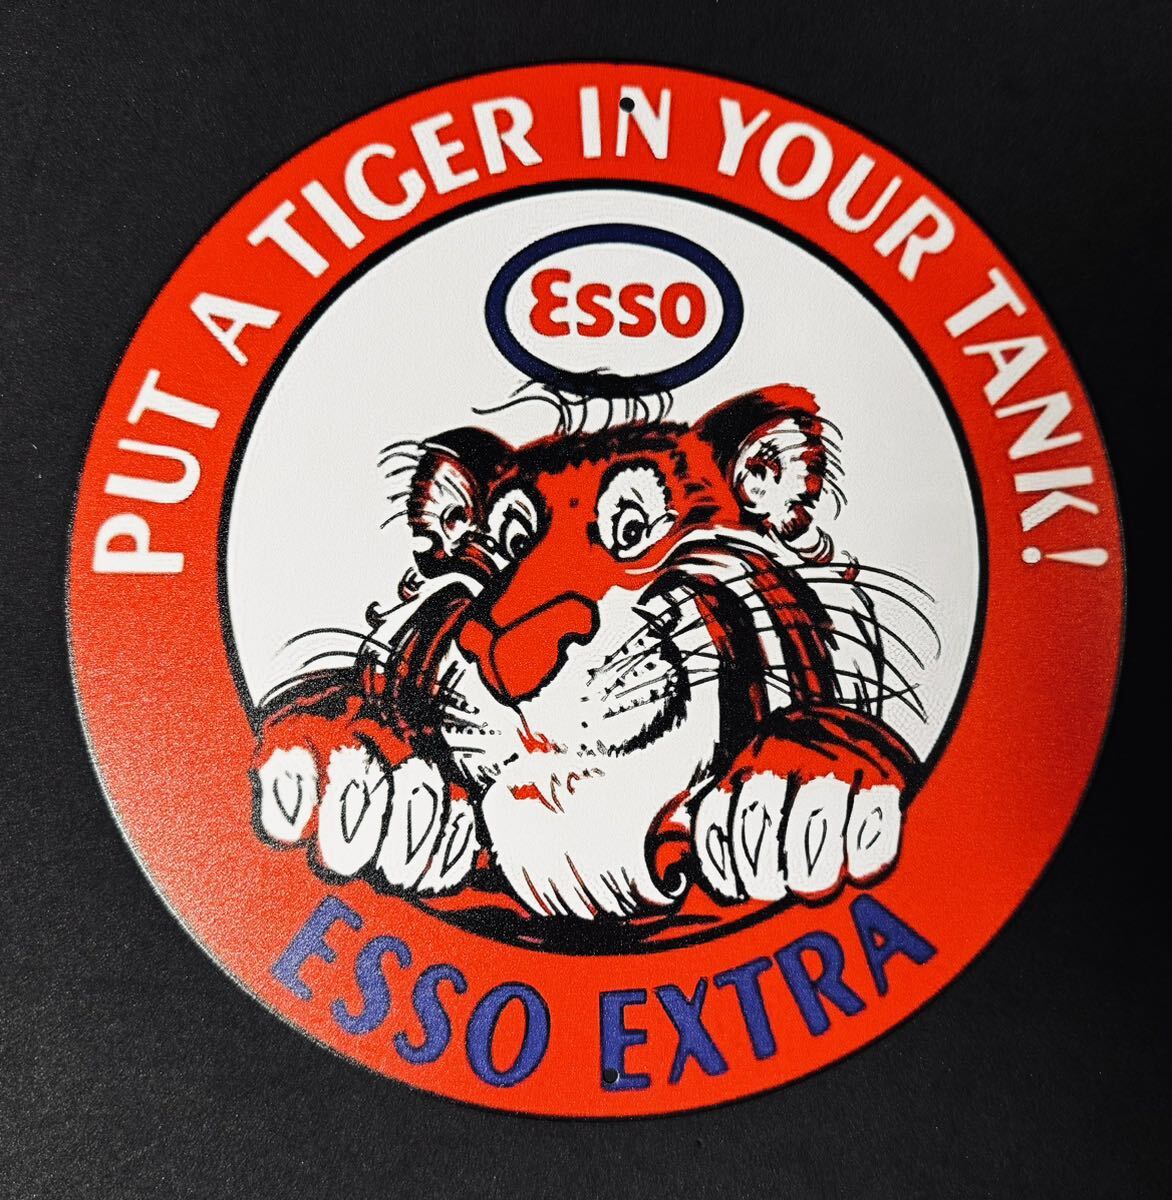 PUT A TIGER IN YOUR TANK!
Esso
ESSO EXTRA